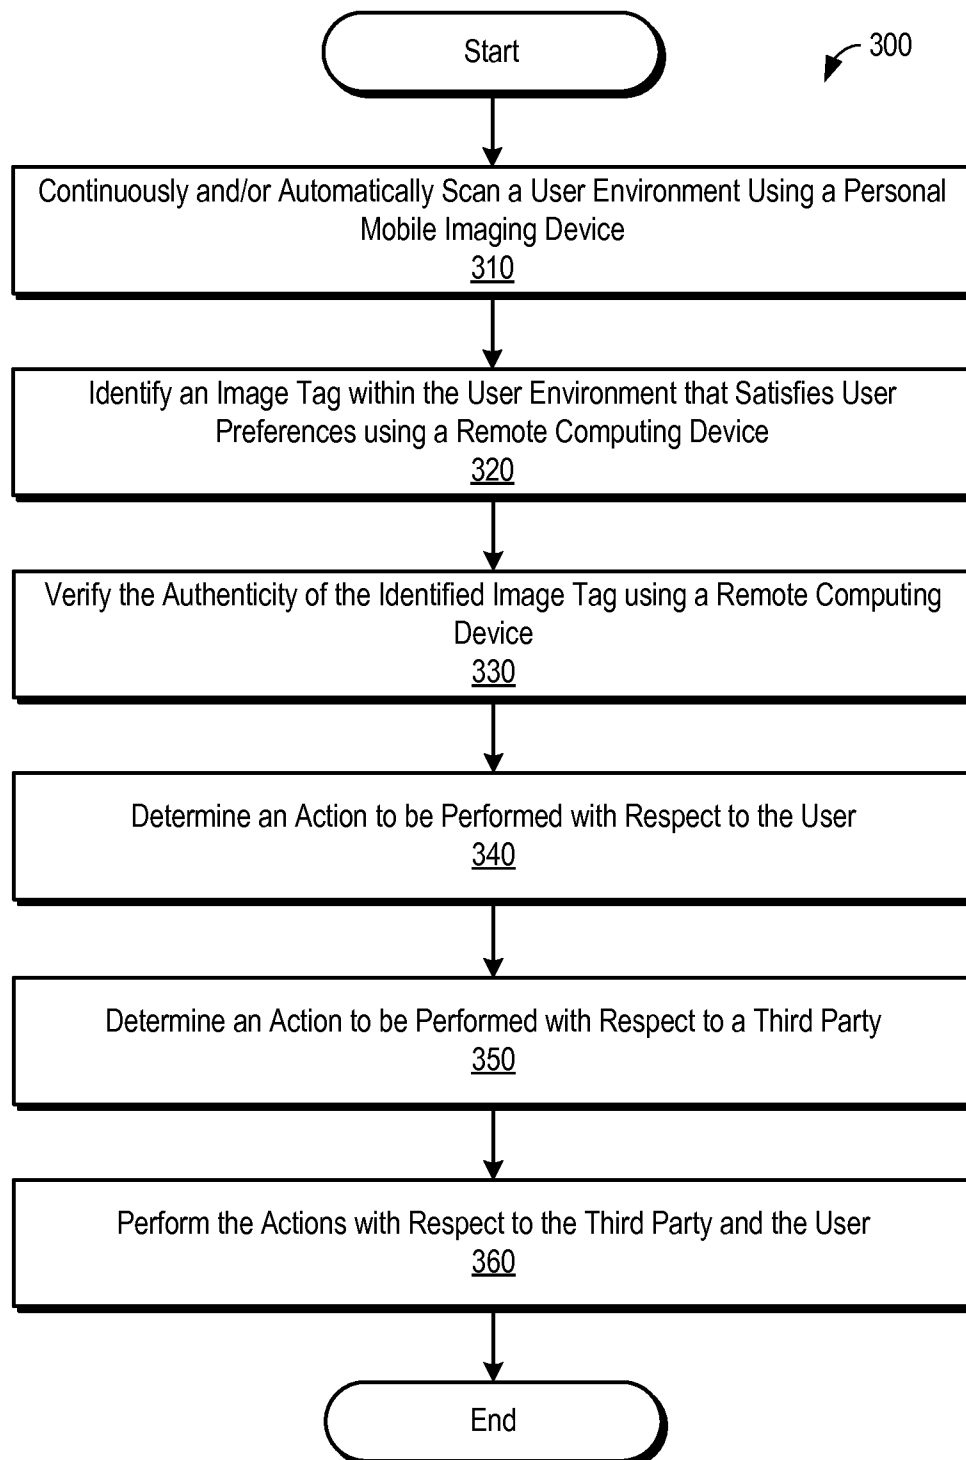 Start
300
Continuously and/or Automatically Scan a User Environment Using a Personal
Mobile Imaging Device
310
Identify an Image Tag within the User Environment that Satisfies User
Preferences using a Remote Computing Device
320
Verify the Authenticity of the Identified Image Tag using a Remote Computing
Device
330
Determine an Action to be Performed with Respect to the User
340
Determine an Action to be Performed with Respect to a Third Party
350
Perform the Actions with Respect to the Third Party and the User
360
End